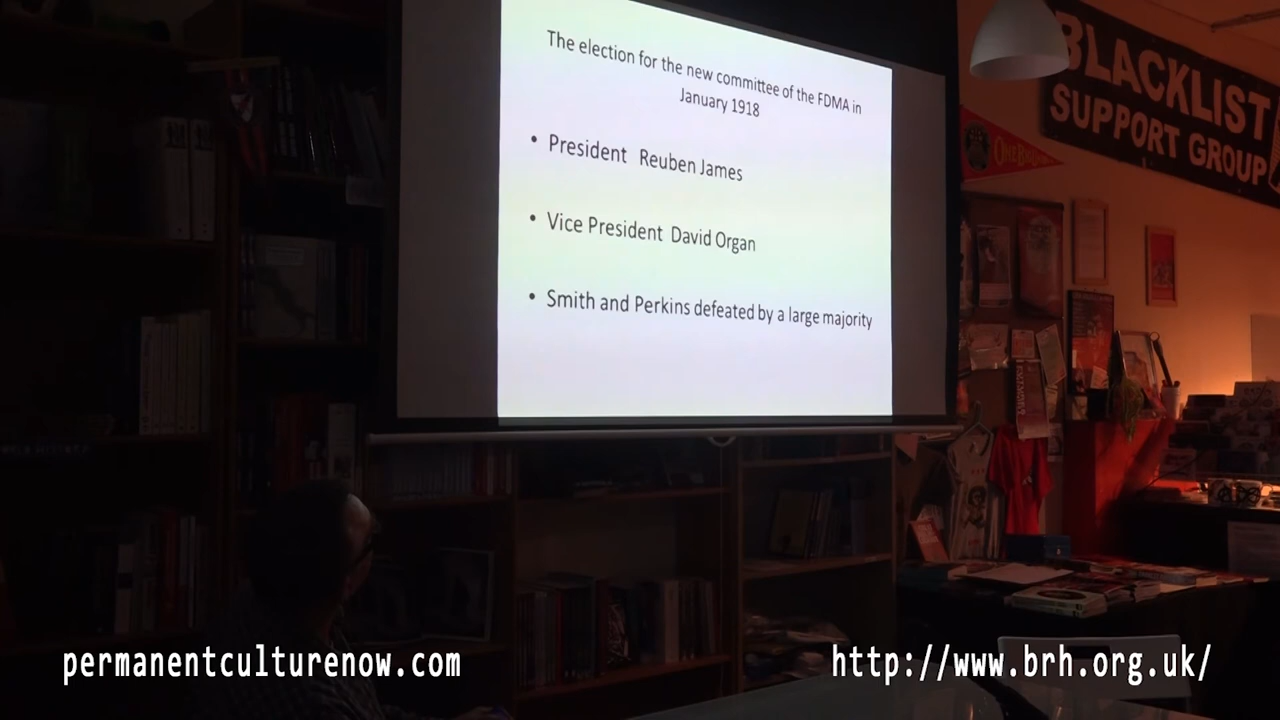 The election for the new committee of the FDMA in
January 1918
• President Reuben James
• Vice President David Organ
• Smith and Perkins defeated by a large majority
BLACKLIST
SUPPORT GROUP
permanentculturenow.com
http://www.brh.org.uk/